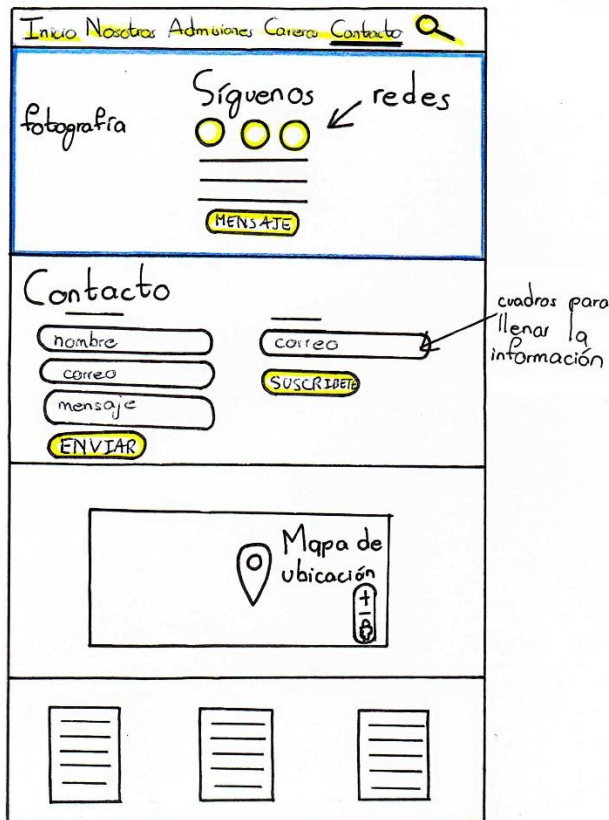 Inicio Nosotros Admisiones Carreras Contacto
Síguenos
redes
fotografía
MENSAJE
Contacto
nombre
correo
mensaje
ENVIAR
correo
SUSCRIBETE
cuadros para
llenar la
información
Mapa de
ubicación